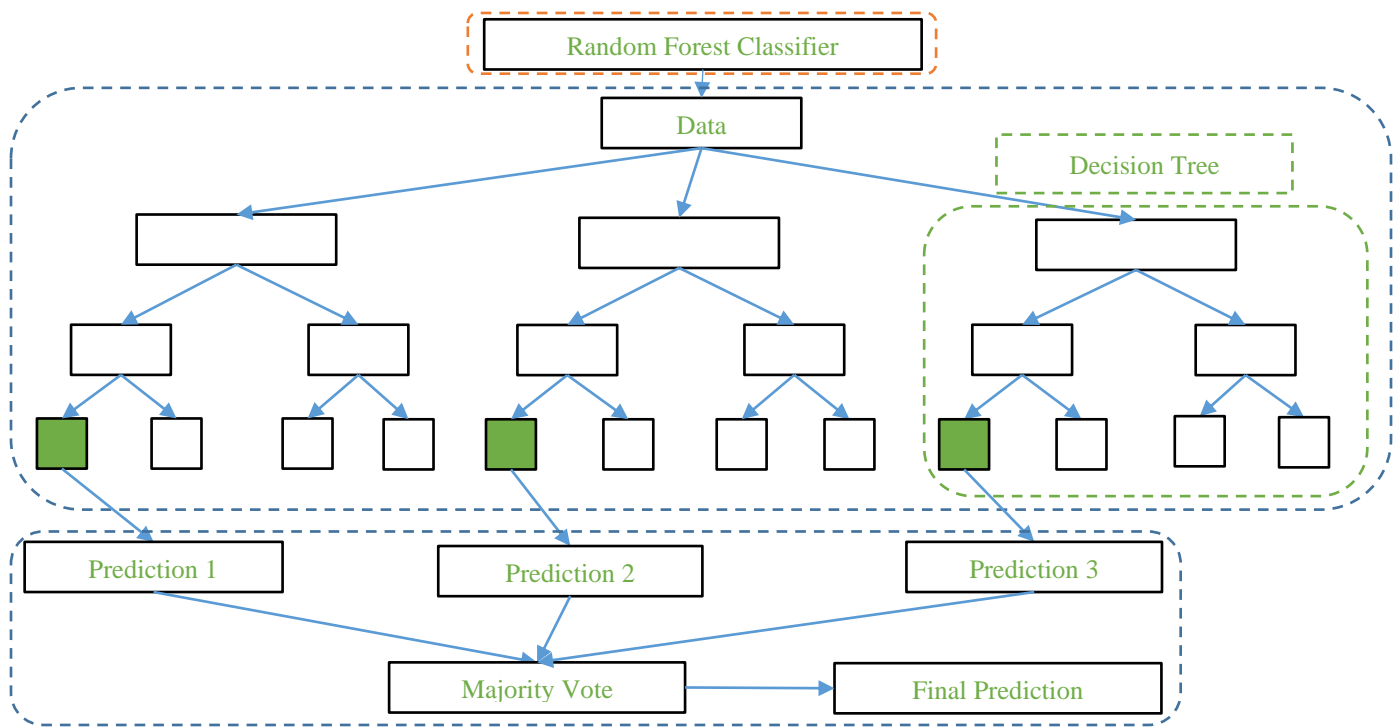 Random Forest Classifier
Data
Decision Tree
Prediction 1
Prediction 2
Prediction 3
Majority Vote
Final Prediction